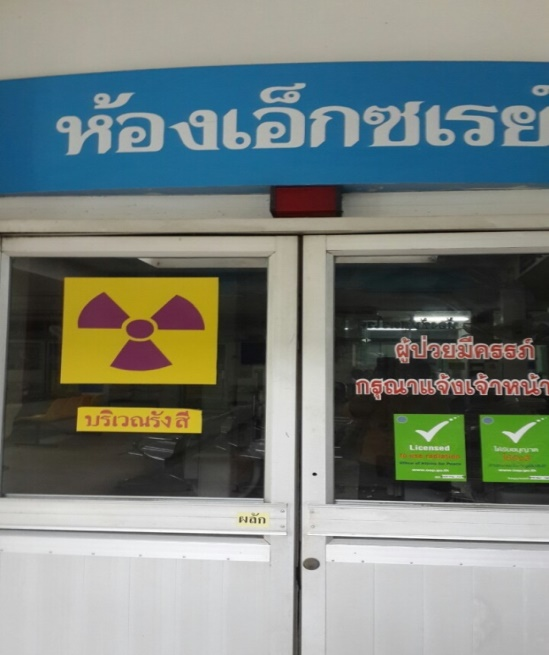 ห้องเอ็กซเรย์
บริเวณรังสี
ผู้ป่วยมีครรภ์
กรุณาแจ้งเจ้าหน้า
Licensed
ผลัก